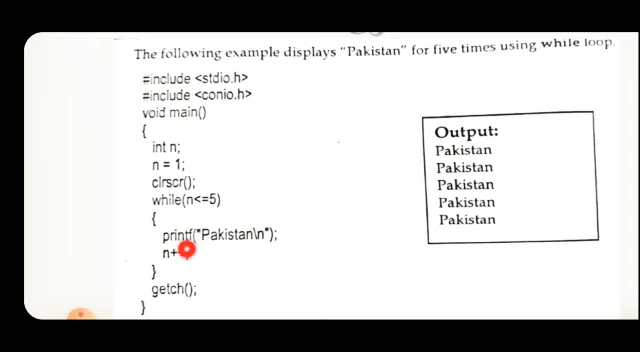 The following example displays "Pakistan" for five times using while loop.
#include <stdio.h>
#include <conio.h>
void main()
{
int n;
n = 1;
clrscr();
while(n<=5)
{
printf("Pakistan\n");
n+
}
getch();
}
Output:
Pakistan
Pakistan
Pakistan
Pakistan
Pakistan